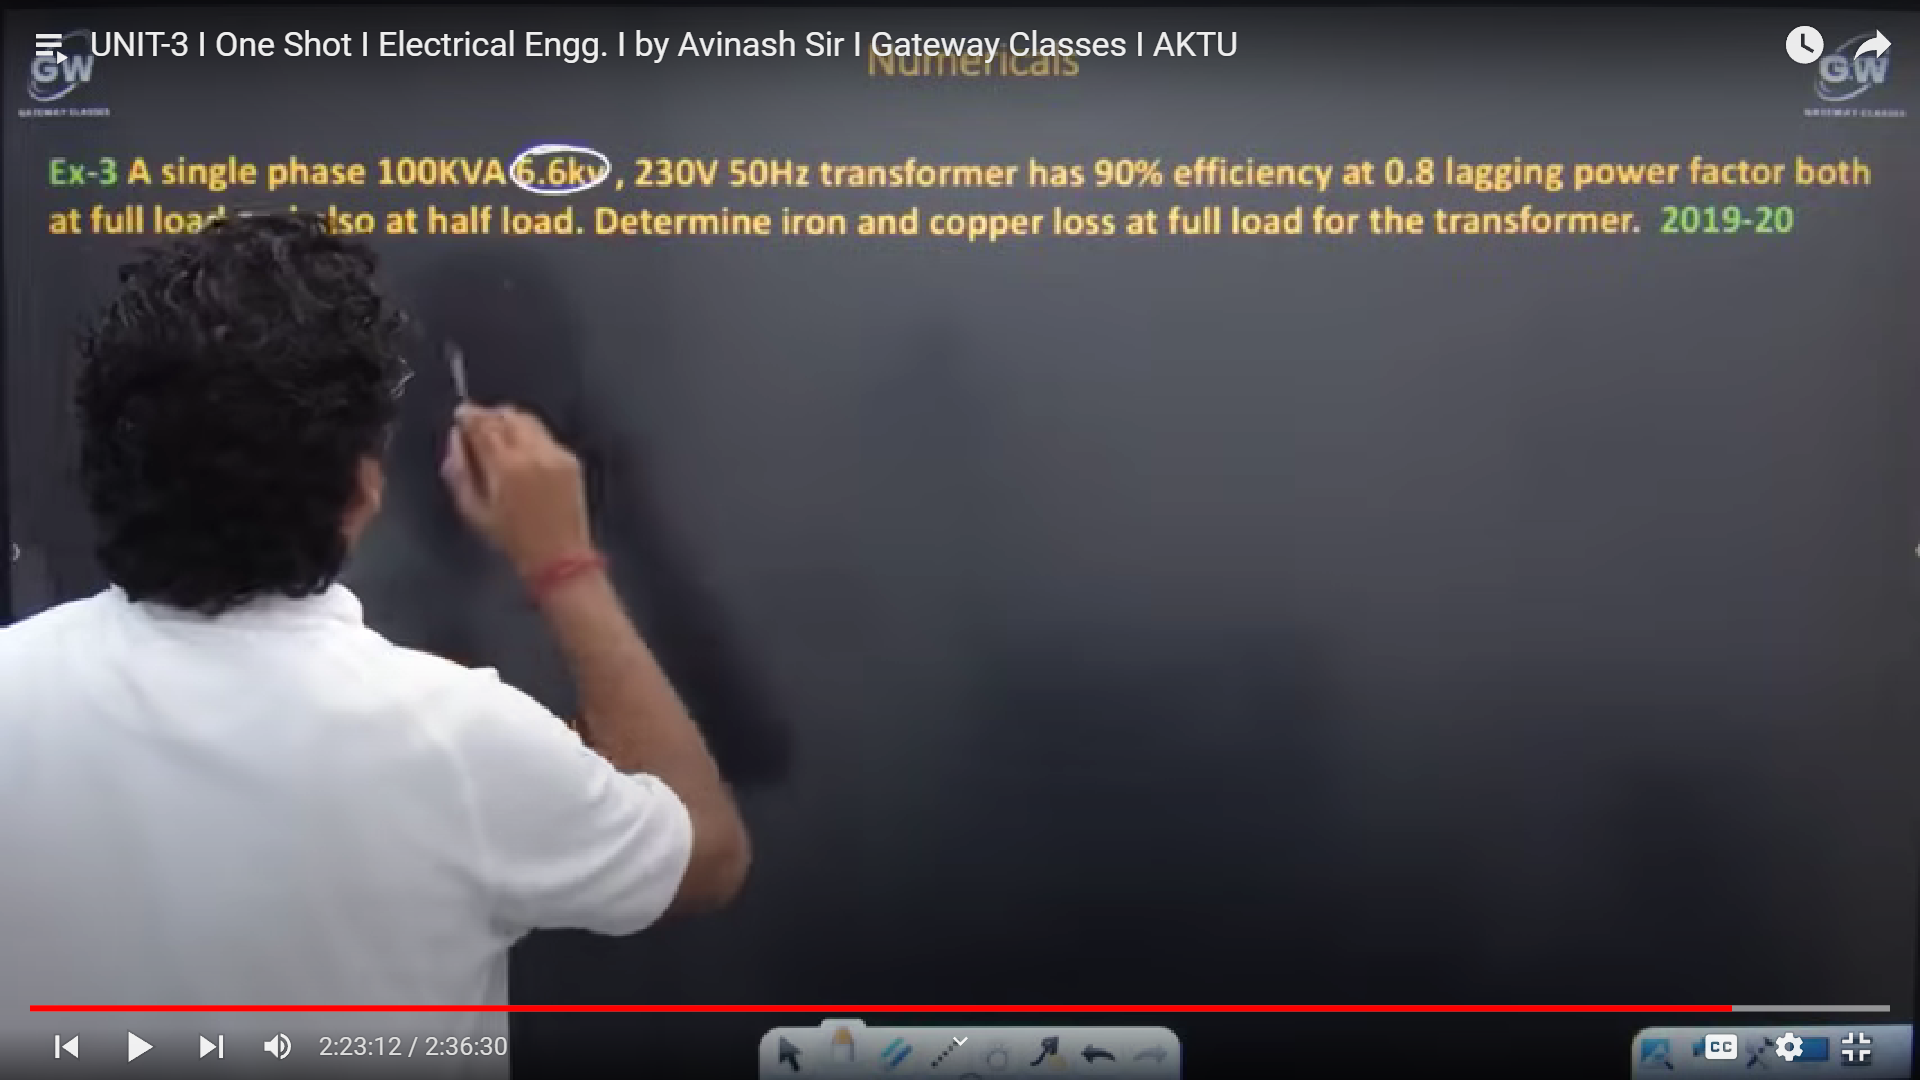 UNIT-3 I One Shot I Electrical Engg. I by Avinash Sir I Gateway Classes I AKTU
Numericals
GW
GATEWAY CLASSES
GW
GATEWAY CLASSES
Ex-3 A single phase 100KVA 6.6kv , 230V 50Hz transformer has 90% efficiency at 0.8 lagging power factor both
at full load also at half load. Determine iron and copper loss at full load for the transformer. 2019-20
2:23:12 / 2:36:30
CC